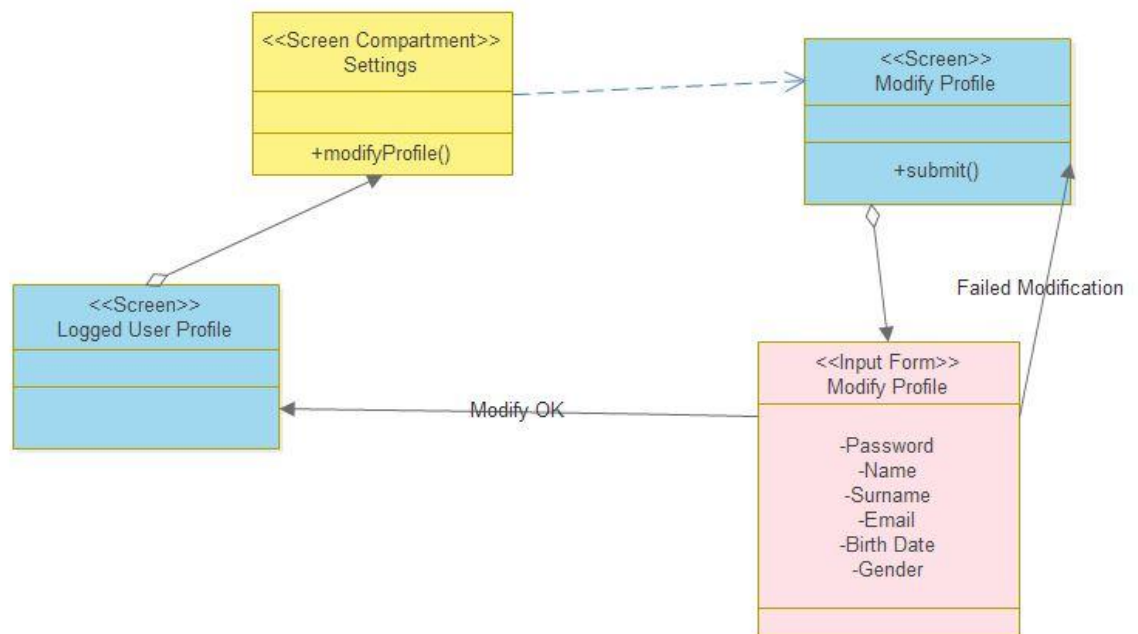 <<Screen Compartment>>
Settings
+modifyProfile()
<<Screen>>
Modify Profile
+submit()
<<Screen>>
Logged User Profile
Failed Modification
Modify OK
<<Input Form>>
Modify Profile
-Password
-Name
-Surname
-Email
-Birth Date
-Gender